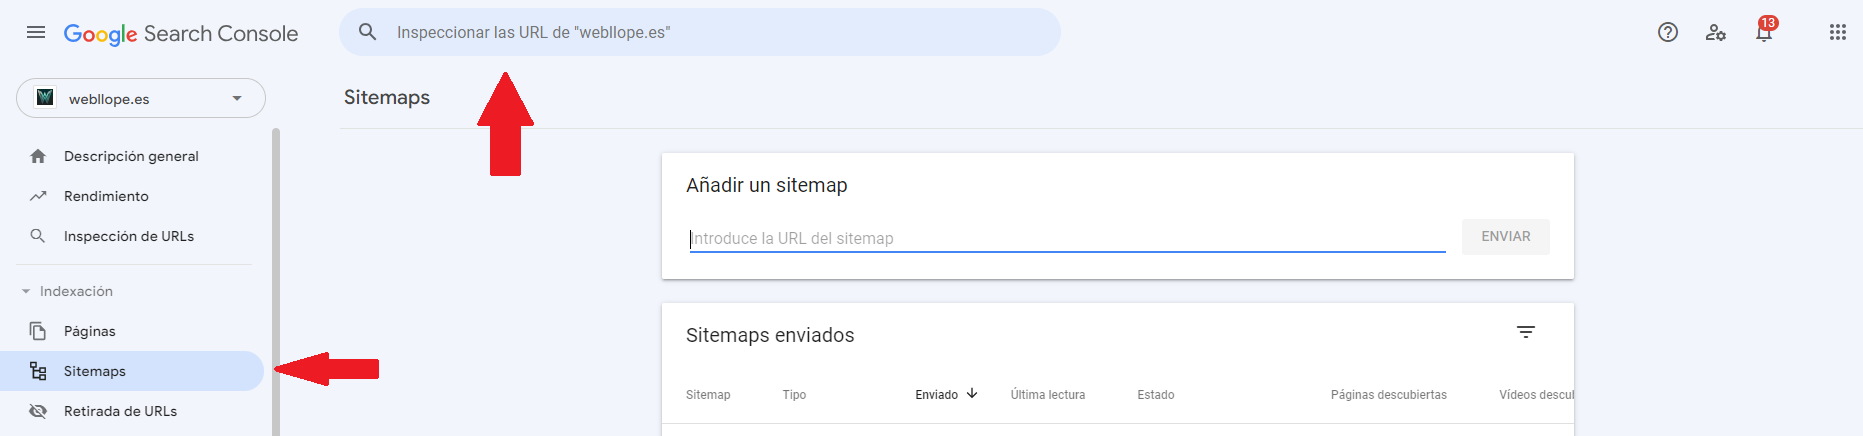 Google Search Console
Inspeccionar las URL de "webllope.es"
13
webllope.es
Sitemaps
Descripción general
Rendimiento
Inspección de URLs
Indexación
Páginas
Sitemaps
Retirada de URLs
Añadir un sitemap
Introduce la URL del sitemap
ENVIAR
Sitemaps enviados
Sitemap Tipo Enviado Última lectura Estado Páginas descubiertas Vídeos descul